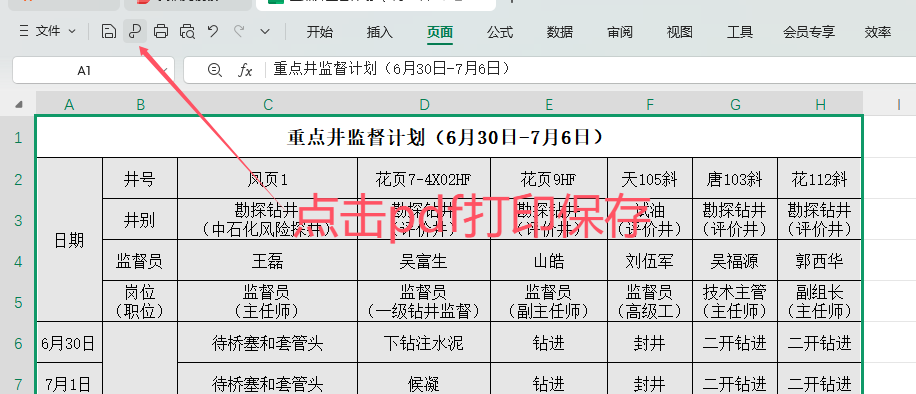 文件
开始 插入 页面 公式 数据 审阅 视图 工具 会员专享 效率
A1 fx 重点井监督计划（6月30日-7月6日）
A B C D E F G H I
1 重点井监督计划（6月30日-7月6日）
2 井号 凤页1 花页7-4X02HF 花页9HF 天105斜 唐103斜 花112斜
点击pdf打印保存
3 日期 井别 勘探钻井 勘探钻井 勘探钻井 试油 勘探钻井 勘探钻井
（中石化风险探井） （评价井） （评价井） （评价井） （评价井） （评价井）
4 监督员 王磊 吴富生 山皓 刘伍军 吴福源 郭西华
5 岗位 监督员 监督员 监督员 监督员 技术主管 副组长
（职位） （主任师） （一级钻井监督） （副主任师） （高级工） （主任师） （主任师）
6 6月30日 待桥塞和套管头 下钻注水泥 钻进 封井 二开钻进 二开钻进
7 7月1日 待桥塞和套管头 候凝 钻进 封井 二开钻进 二开钻进